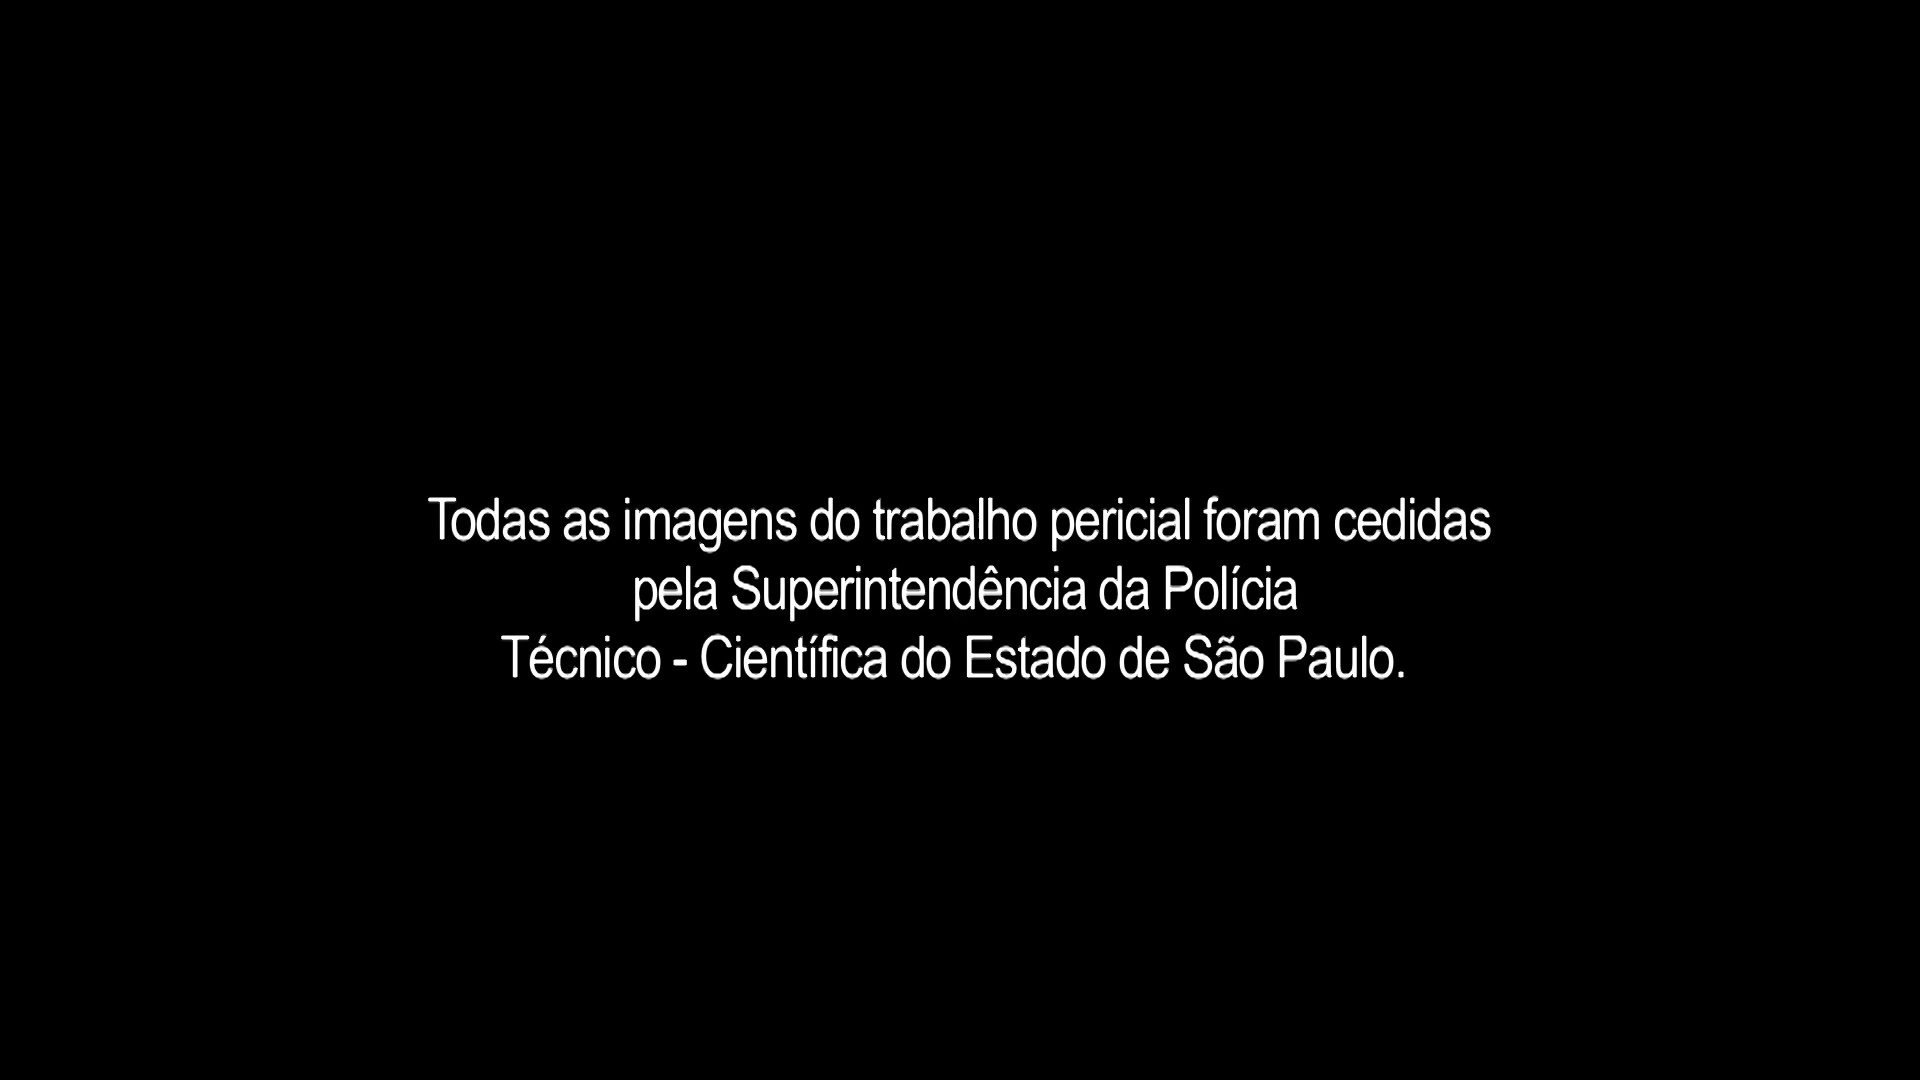 Todas as imagens do trabalho pericial foram cedidas
pela Superintendência da Polícia
Técnico - Científica do Estado de São Paulo.